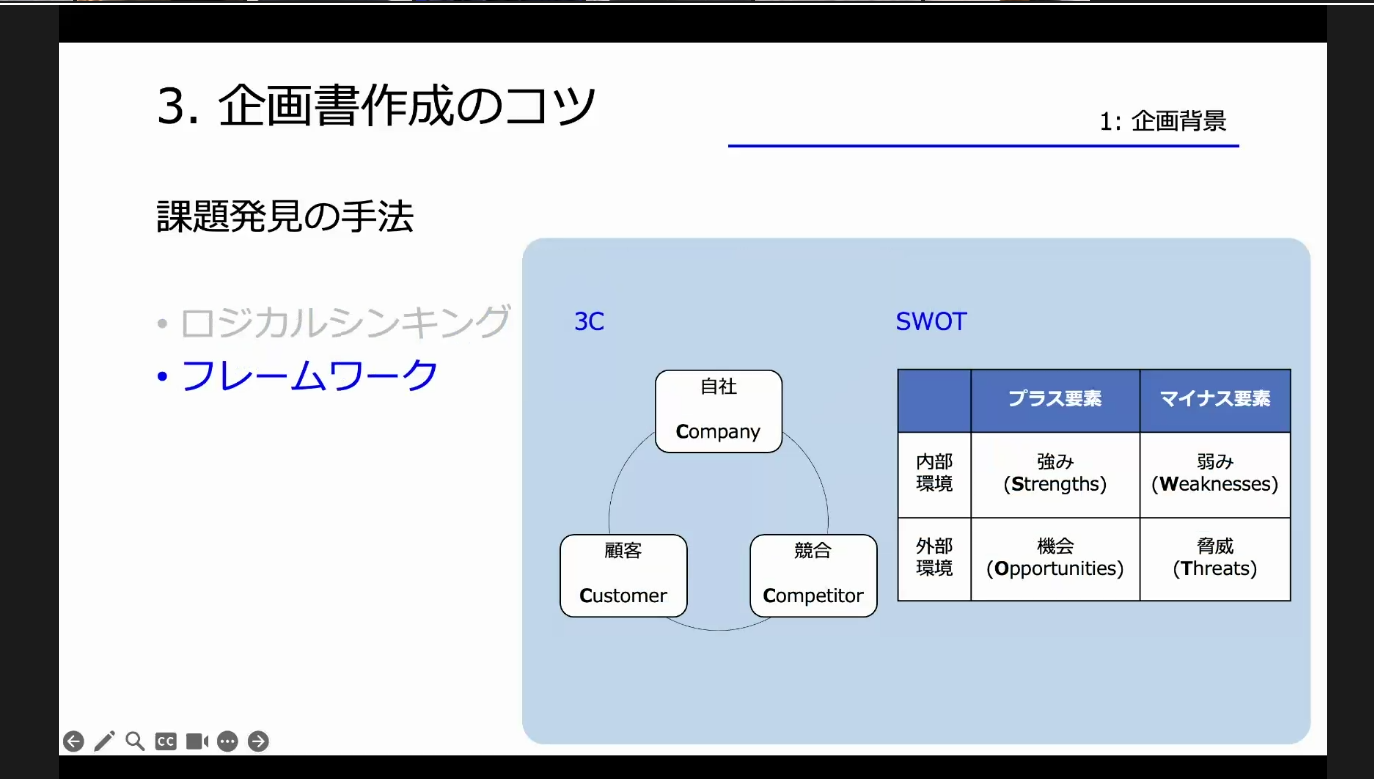 3. 企画書作成のコツ
1: 企画背景
課題発見の手法
• ロジカルシンキング
• フレームワーク
3C
自社
Company
顧客
Customer
競合
Competitor
SWOT
プラス要素 マイナス要素
内部
環境
強み
(Strengths)
弱み
(Weaknesses)
外部
環境
機会
(Opportunities)
脅威
(Threats)
CC